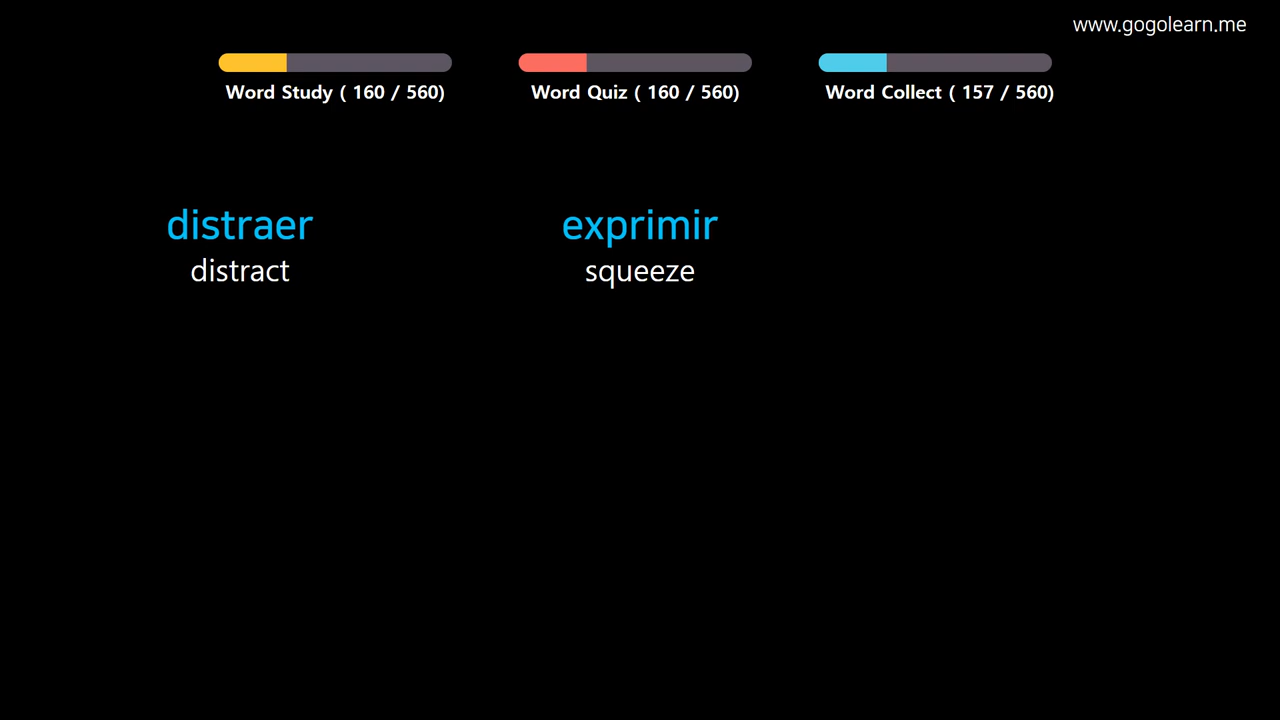 www.gogolearn.me
Word Study ( 160 / 560)
Word Quiz ( 160 / 560)
Word Collect ( 157 / 560)
distraer
distract
exprimir
squeeze